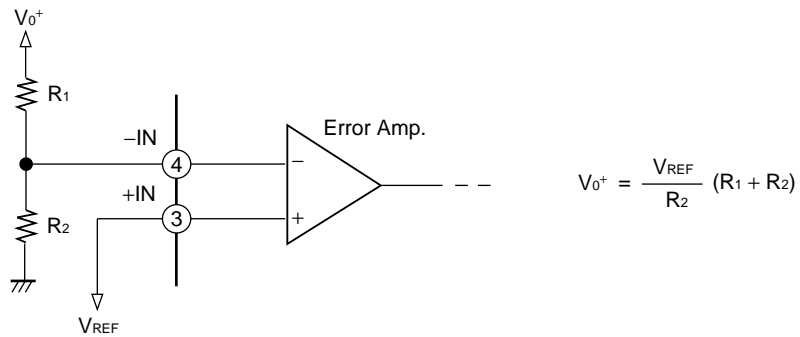 V0+
R1
−IN
Error Amp.
4
−
+IN
3
+
R2
VREF
V0+ = VREF / R2 (R1 + R2)